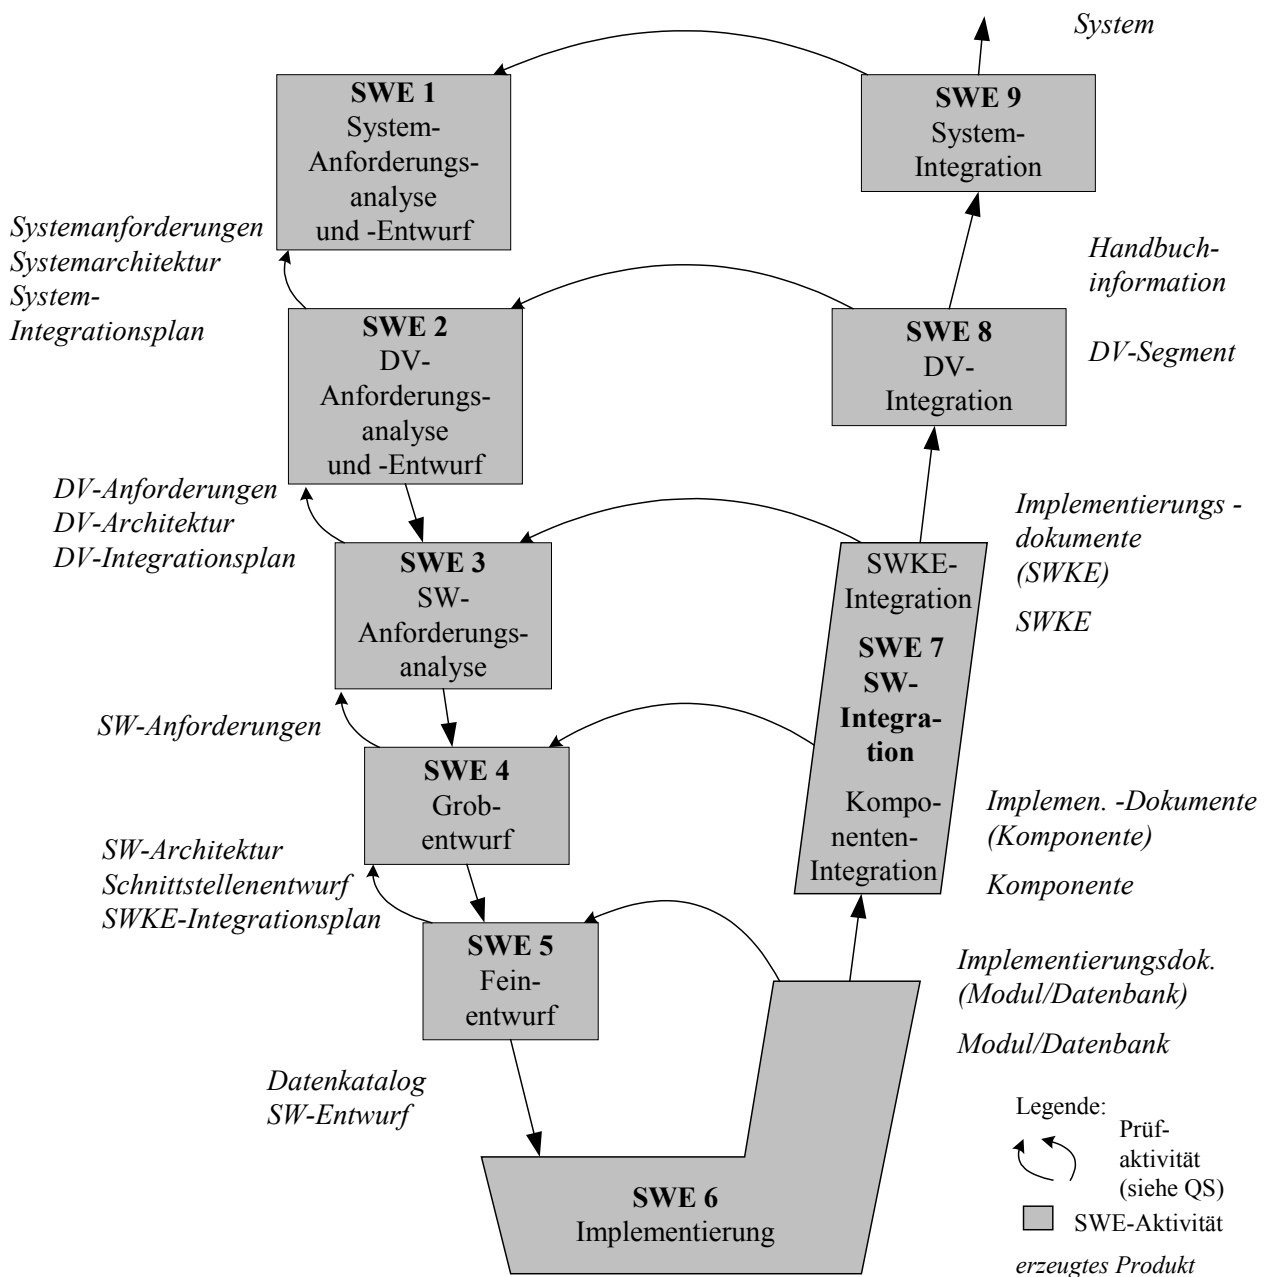 System
SWE 1
System-
Anforderungs-
analyse
und -Entwurf
SWE 9
System-
Integration
Systemanforderungen
Systemarchitektur
System-
Integrationsplan
Handbuch-
information
DV-Segment
SWE 2
DV-
Anforderungs-
analyse
und -Entwurf
SWE 8
DV-
Integration
DV-Anforderungen
DV-Architektur
DV-Integrationsplan
Implementierungs -
dokumente
(SWKE)
SWKE
SWE 3
SW-
Anforderungs-
analyse
SWKE-
Integration
SWE 7
SW-
Integra-
tion
Kompo-
nenten-
Integration
SW-Anforderungen
SWE 4
Grob-
entwurf
Implemen. -Dokumente
(Komponente)
Komponente
SW-Architektur
Schnittstellenentwurf
SWKE-Integrationsplan
SWE 5
Fein-
entwurf
Implementierungsdok.
(Modul/Datenbank)
Modul/Datenbank
Datenkatalog
SW-Entwurf
SWE 6
Implementierung
Legende:
Prüf-
aktivität
(siehe QS)
SWE-Aktivität
erzeugtes Produkt